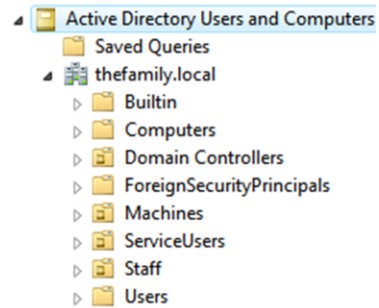 Active Directory Users and Computers
Saved Queries
thefamily.local
Builtin
Computers
Domain Controllers
ForeignSecurityPrincipals
Machines
ServiceUsers
Staff
Users